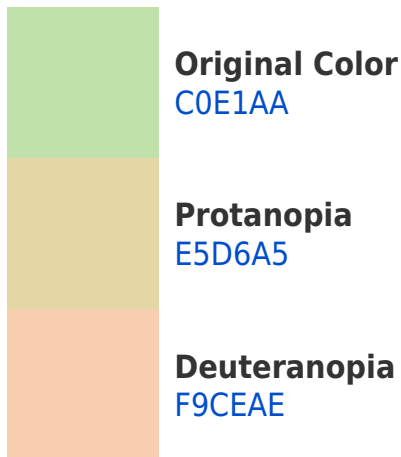 Original Color
C0E1AA
Protanopia
E5D6A5
Deuteranopia
F9CEAE